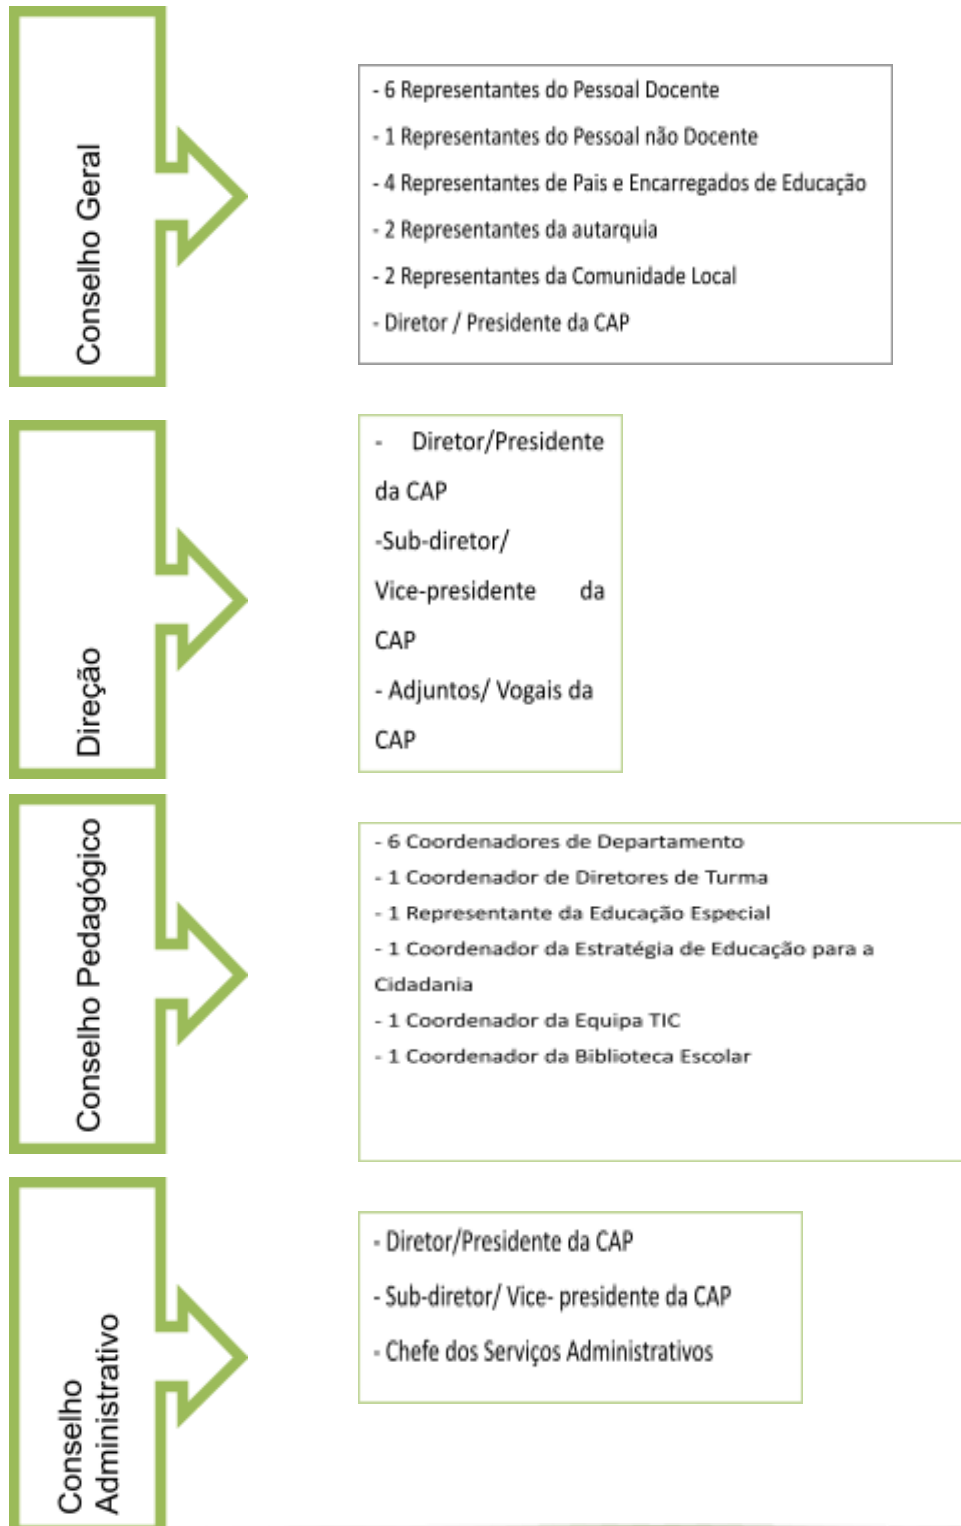 Conselho Geral
- 6 Representantes do Pessoal Docente
- 1 Representantes do Pessoal não Docente
- 4 Representantes de Pais e Encarregados de Educação
- 2 Representantes da autarquia
- 2 Representantes da Comunidade Local
- Diretor / Presidente da CAP
Direção
- Diretor/Presidente
da CAP
-Sub-diretor/
Vice-presidente da
CAP
- Adjuntos/ Vogais da
CAP
Conselho Pedagógico
- 6 Coordenadores de Departamento
- 1 Coordenador de Diretores de Turma
- 1 Representante da Educação Especial
- 1 Coordenador da Estratégia de Educação para a
Cidadania
- 1 Coordenador da Equipa TIC
- 1 Coordenador da Biblioteca Escolar
Conselho
Administrativo
- Diretor/Presidente da CAP
- Sub-diretor/ Vice- presidente da CAP
- Chefe dos Serviços Administrativos